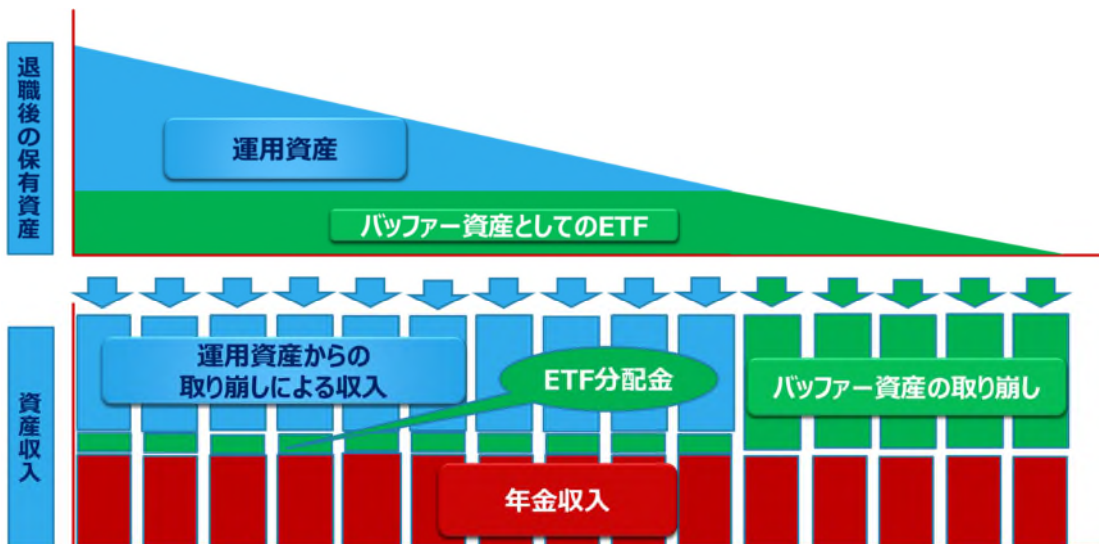 退職後の保有資産
運用資産
バッファー資産としてのETF
資産収入
運用資産からの
取り崩しによる収入
ETF分配金
バッファー資産の取り崩し
年金収入